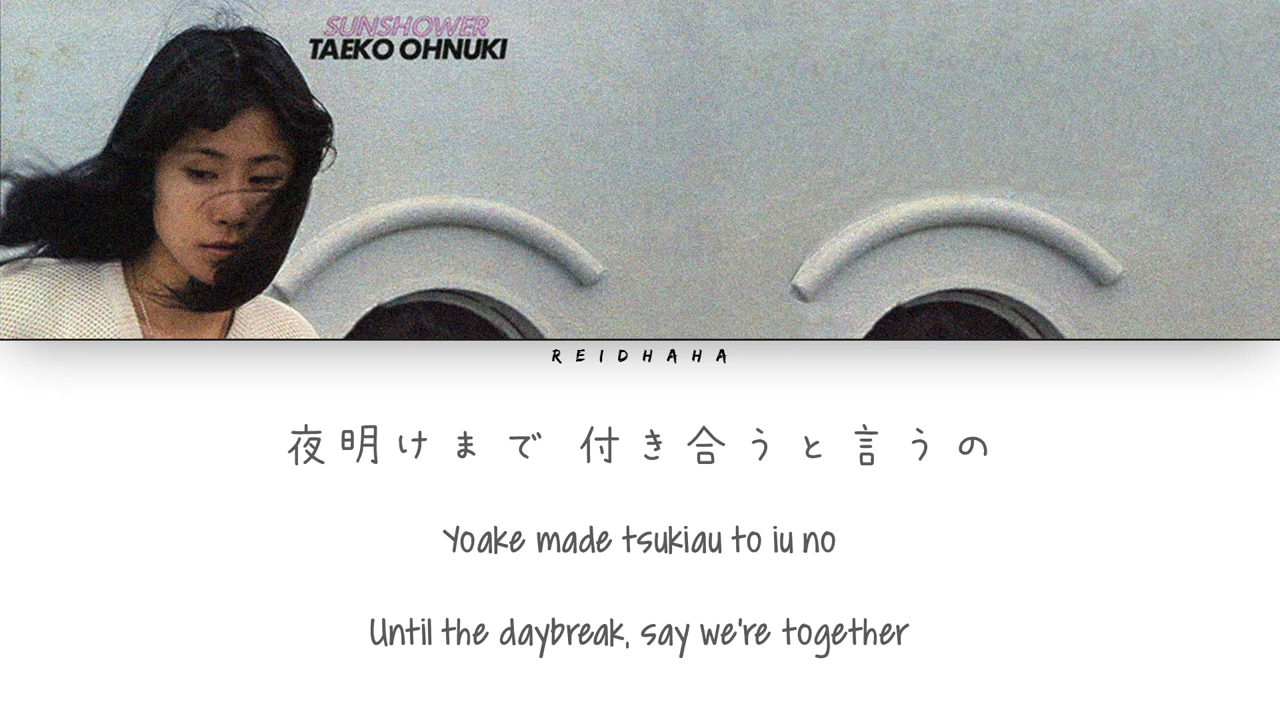 SUNSHOWER
TAEKO OHNUKI
REIDHAHA
夜明けまで 付き合うと言うの
Yoake made tsukiau to iu no
Until the daybreak, say we're together